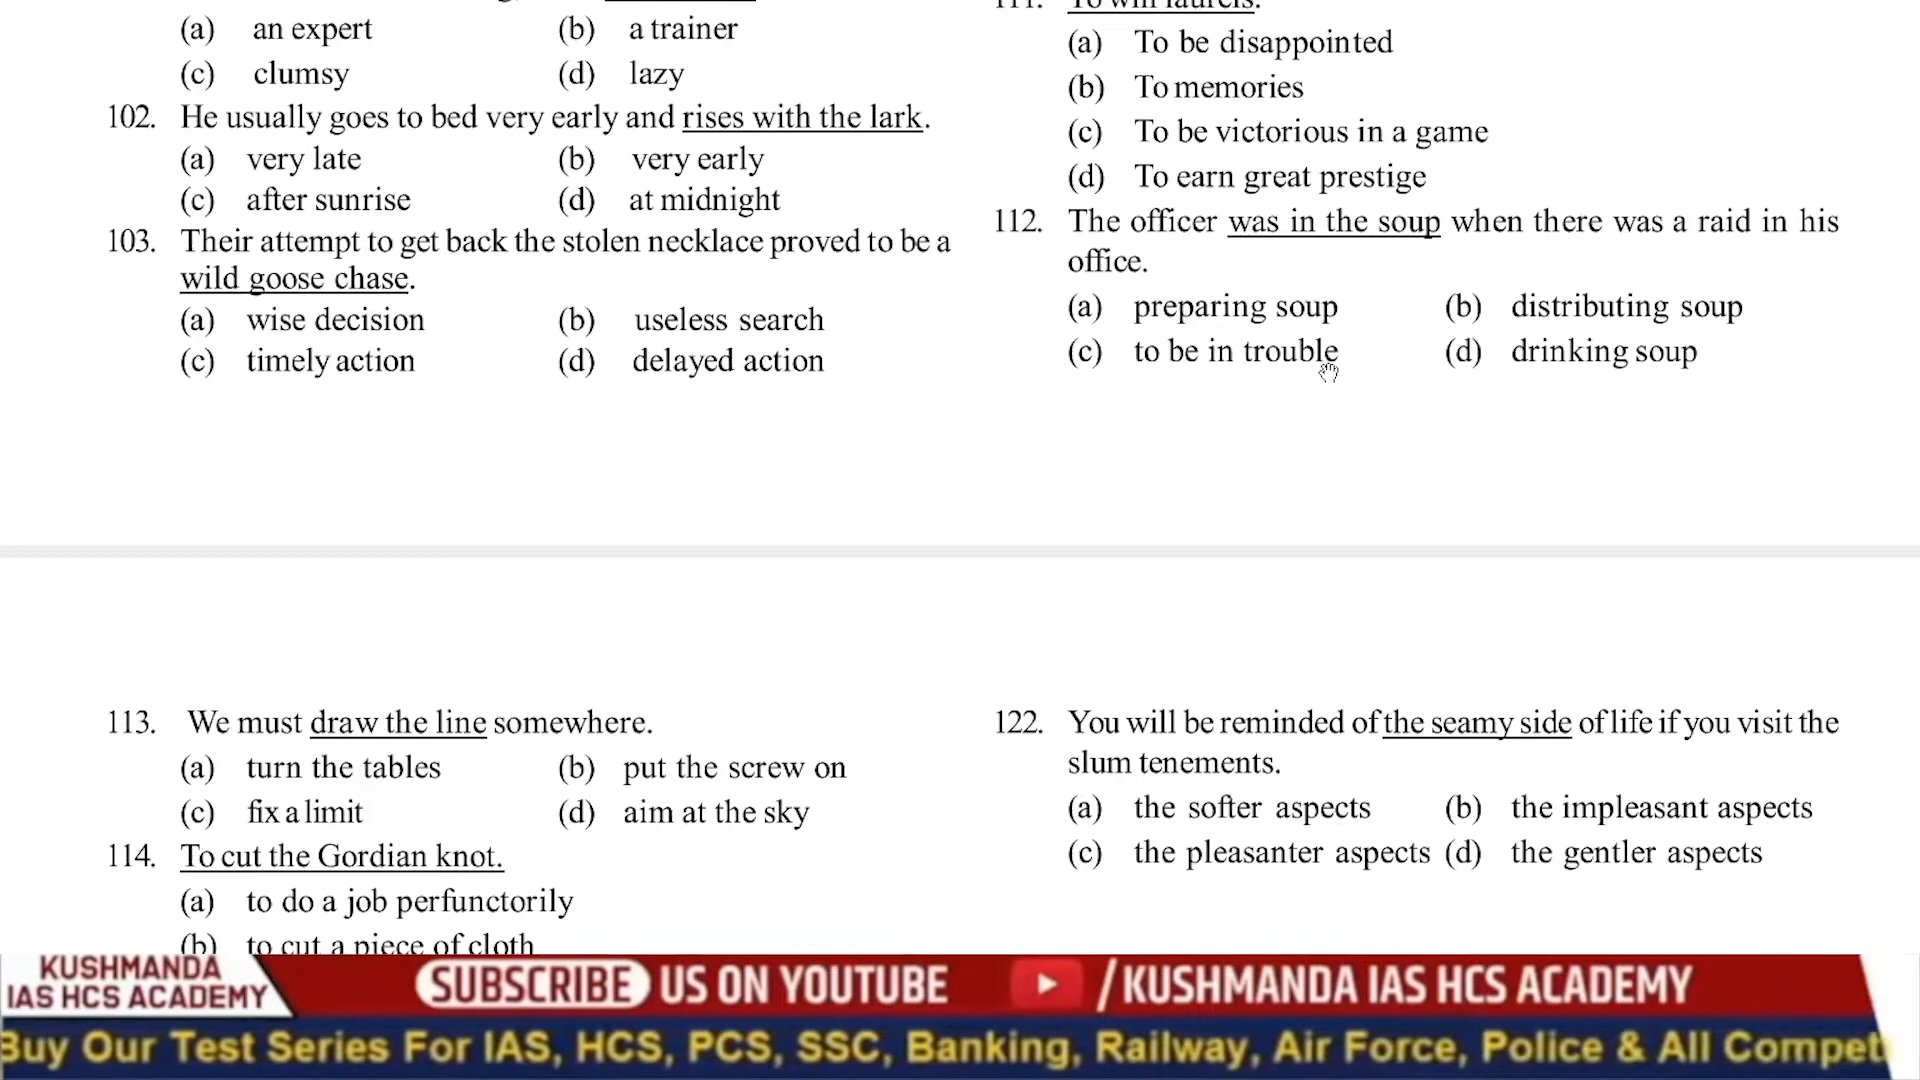 (a) an expert (b) a trainer
(c) clumsy (d) lazy
102. He usually goes to bed very early and rises with the lark.
(a) very late (b) very early
(c) after sunrise (d) at midnight
103. Their attempt to get back the stolen necklace proved to be a
wild goose chase.
(a) wise decision (b) useless search
(c) timely action (d) delayed action
111. To win laurels.
(a) To be disappointed
(b) To memories
(c) To be victorious in a game
(d) To earn great prestige
112. The officer was in the soup when there was a raid in his
office.
(a) preparing soup (b) distributing soup
(c) to be in trouble (d) drinking soup
113. We must draw the line somewhere.
(a) turn the tables (b) put the screw on
(c) fix a limit (d) aim at the sky
114. To cut the Gordian knot.
(a) to do a job perfunctorily
(b) to cut a piece of cloth
122. You will be reminded of the seamy side of life if you visit the
slum tenements.
(a) the softer aspects (b) the impleasant aspects
(c) the pleasanter aspects (d) the gentler aspects
KUSHMANDA
IAS HCS ACADEMY
SUBSCRIBE US ON YOUTUBE /KUSHMANDA IAS HCS ACADEMY
Buy Our Test Series For IAS, HCS, PCS, SSC, Banking, Railway, Air Force, Police & All Compet